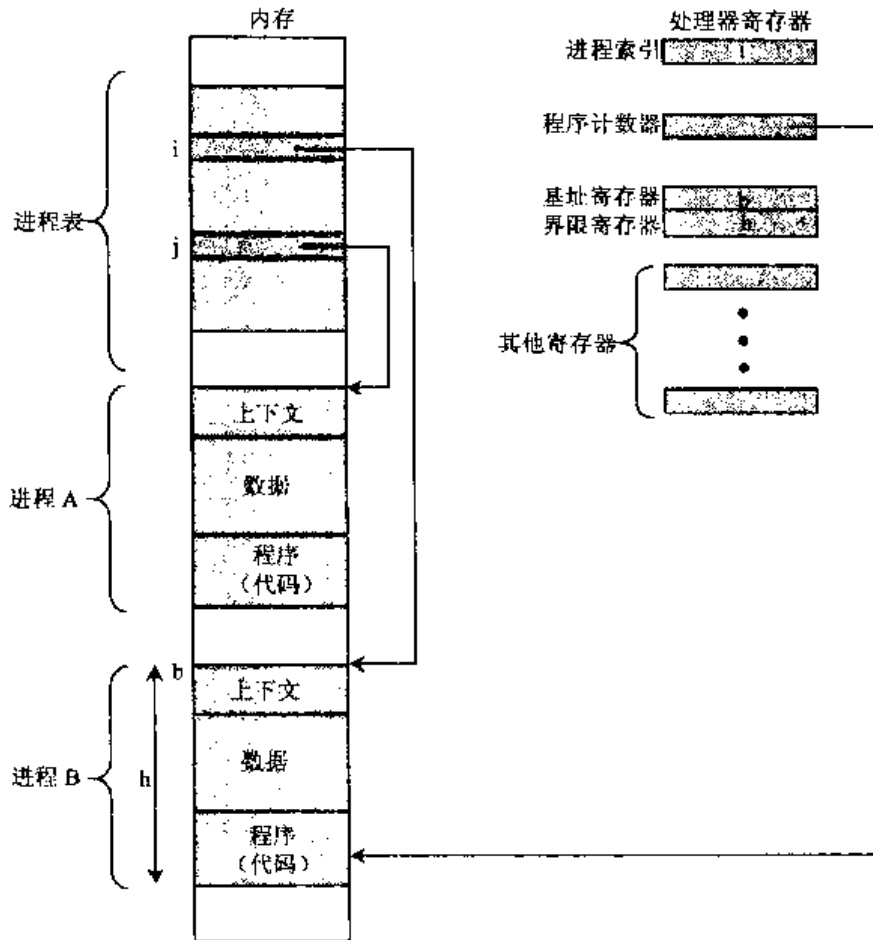 内存
进程表
i
j
上下文
数据
程序
(代码)
进程 A
b
上下文
数据
程序
(代码)
进程 B
h
处理器寄存器
进程索引
i
程序计数器
基址寄存器
b
界限寄存器
h
其他寄存器